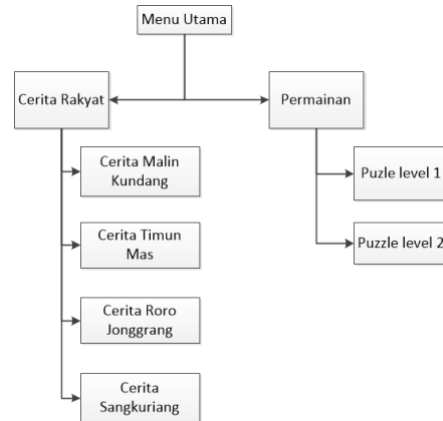 Menu Utama
Cerita Rakyat
Permainan
Cerita Malin
Kundang
Puzle level 1
Cerita Timun
Mas
Puzzle level 2
Cerita Roro
Jonggrang
Cerita
Sangkuriang